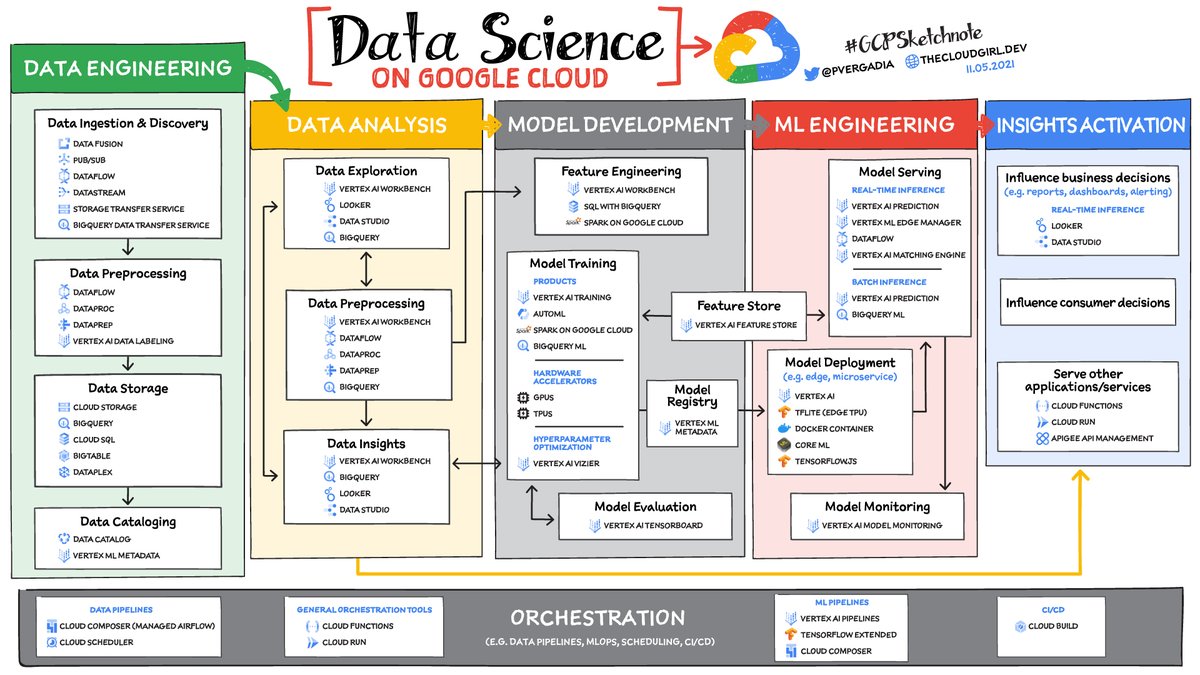 Data Science
ON GOOGLE CLOUD
#GCPSketchnote
@PVERGADIA
THECLOUDGIRL.DEV
11.05.2021
DATA ENGINEERING
Data Ingestion & Discovery
DATA FUSION
PUB/SUB
DATAFLOW
DATASTREAM
STORAGE TRANSFER SERVICE
BIGQUERY DATA TRANSFER SERVICE
Data Preprocessing
DATAFLOW
DATAPROC
DATAPREP
VERTEX AI DATA LABELING
Data Storage
CLOUD STORAGE
BIGQUERY
CLOUD SQL
BIGTABLE
DATAPLEX
Data Cataloging
DATA CATALOG
VERTEX ML METADATA
DATA ANALYSIS
Data Exploration
VERTEX AI WORKBENCH
LOOKER
DATA STUDIO
BIGQUERY
Data Preprocessing
VERTEX AI WORKBENCH
DATAFLOW
DATAPROC
DATAPREP
BIGQUERY
Data Insights
VERTEX AI WORKBENCH
BIGQUERY
LOOKER
DATA STUDIO
MODEL DEVELOPMENT
Feature Engineering
VERTEX AI WORKBENCH
SQL WITH BIGQUERY
Spark
SPARK ON GOOGLE CLOUD
Model Training
PRODUCTS
VERTEX AI TRAINING
AUTOML
Spark
SPARK ON GOOGLE CLOUD
BIGQUERY ML
HARDWARE
ACCELERATORS
GPUS
TPUS
HYPERPARAMETER
OPTIMIZATION
VERTEX AI VIZIER
Model Evaluation
VERTEX AI TENSORBOARD
Feature Store
VERTEX AI FEATURE STORE
Model
Registry
VERTEX ML
METADATA
ML ENGINEERING
Model Serving
REAL-TIME INFERENCE
VERTEX AI PREDICTION
VERTEX ML EDGE MANAGER
DATAFLOW
VERTEX AI MATCHING ENGINE
BATCH INFERENCE
VERTEX AI PREDICTION
BIGQUERY ML
Model Deployment
(e.g. edge, microservice)
VERTEX AI
TFLITE (EDGE TPU)
DOCKER CONTAINER
CORE ML
TENSORFLOW.JS
Model Monitoring
VERTEX AI MODEL MONITORING
INSIGHTS ACTIVATION
Influence business decisions
(e.g. reports, dashboards, alerting)
REAL-TIME INFERENCE
LOOKER
DATA STUDIO
Influence consumer decisions
Serve other
applications/services
CLOUD FUNCTIONS
CLOUD RUN
APIGEE API MANAGEMENT
ORCHESTRATION
(E.G. DATA PIPELINES, MLOPS, SCHEDULING, CI/CD)
DATA PIPELINES
CLOUD COMPOSER (MANAGED AIRFLOW)
CLOUD SCHEDULER
GENERAL ORCHESTRATION TOOLS
CLOUD FUNCTIONS
CLOUD RUN
ML PIPELINES
VERTEX AI PIPELINES
TENSORFLOW EXTENDED
CLOUD COMPOSER
CI/CD
CLOUD BUILD